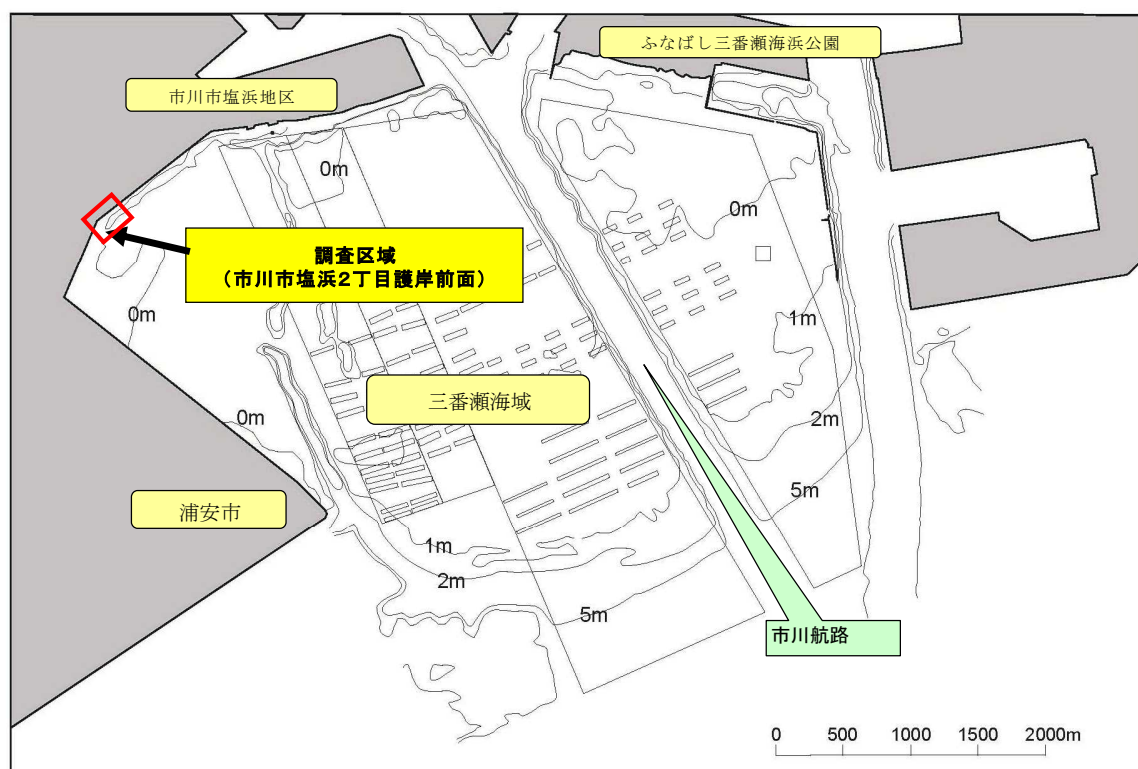 ふなばし三番瀬海浜公園
市川市塩浜地区
0m
0m
調査区域
（市川市塩浜２丁目護岸前面）
0m
1m
三番瀬海域
0m
2m
浦安市
5m
1m
2m
5m
市川航路
0 500 1000 1500 2000m